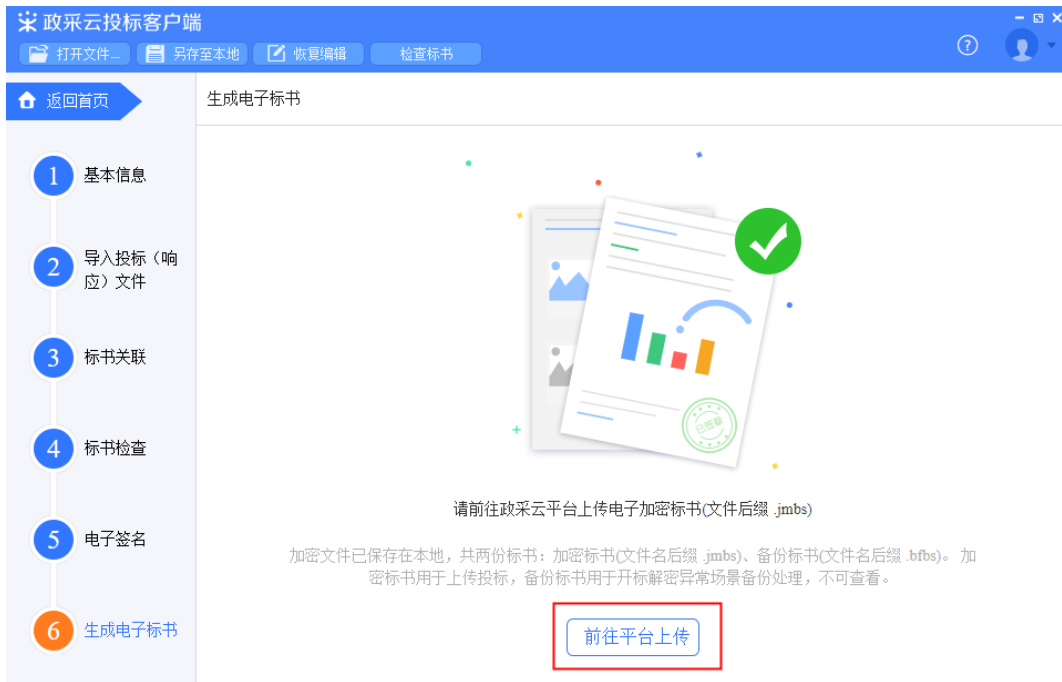 政采云投标客户端
打开文件... 另存至本地 恢复编辑 检查标书
返回首页
生成电子标书
1 基本信息
2 导入投标（响
应）文件
3 标书关联
4 标书检查
5 电子签名
6 生成电子标书
已签章
请前往政采云平台上传电子加密标书(文件后缀 .jmbs)
加密文件已保存在本地，共两份标书：加密标书(文件名后缀 .jmbs)、备份标书(文件名后缀 .bfbs)。 加
密标书用于上传投标，备份标书用于开标解密异常场景备份处理，不可查看。
前往平台上传